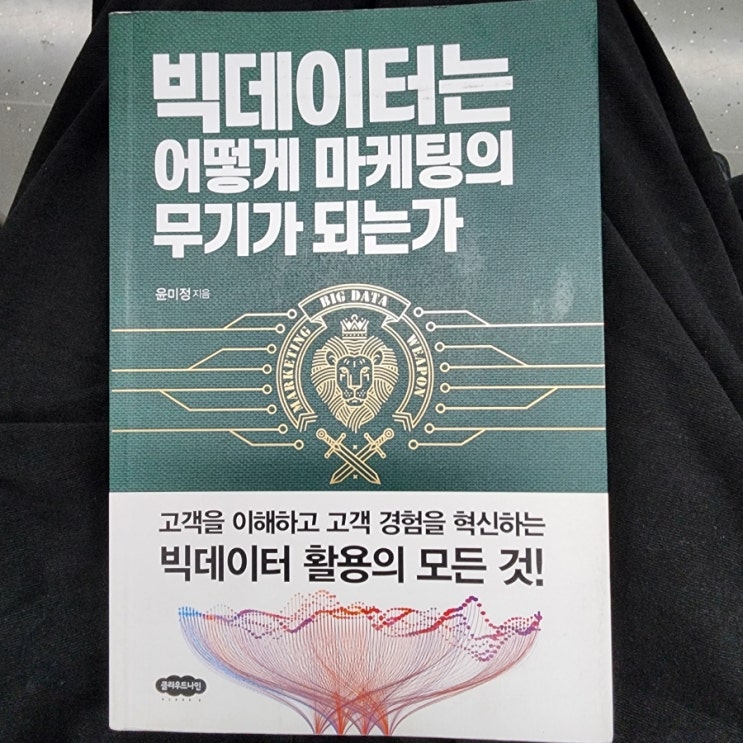 빅데이터는
어떻게 마케팅의
무기가 되는가
윤미정 지음
MARKETING BIG DATA WEAPON
고객을 이해하고 고객 경험을 혁신하는
빅데이터 활용의 모든 것!
클라우드나인